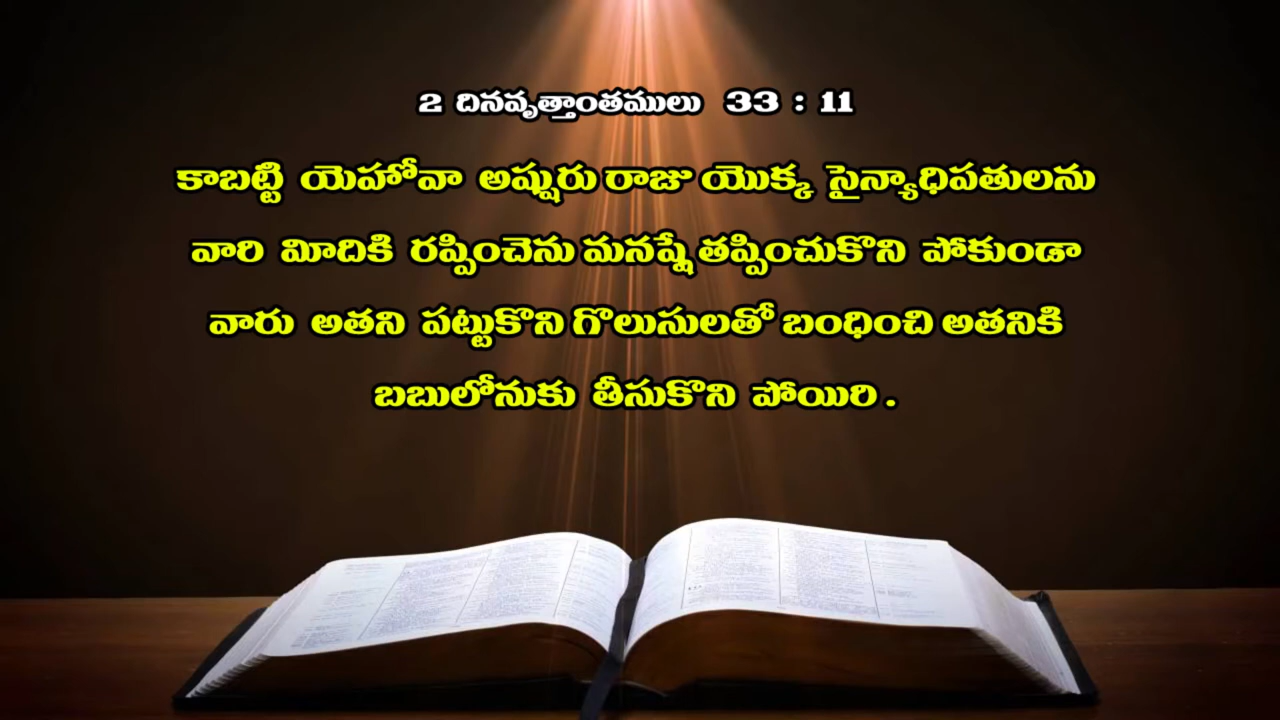 2 దినవృత్తాంతములు 33 : 11
కాబట్టి యెహోవా అష్షురు రాజు యొక్క సైన్యాధిపతులను
వారి మీదికి రప్పించెను మనష్షే తప్పించుకొని పోకుండా
వారు అతని పట్టుకొని గొలుసులతో బంధించి అతనికి
బబులోనుకు తీసుకొని పోయిరి .